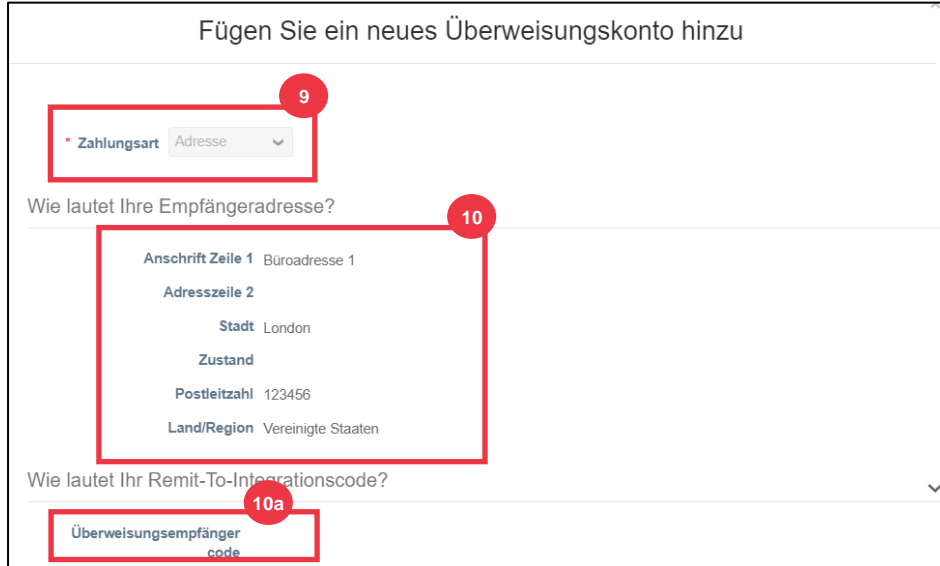 Fügen Sie ein neues Überweisungskonto hinzu
9
* Zahlungsart Adresse
Wie lautet Ihre Empfängeradresse?
10
Anschrift Zeile 1 Büroadresse 1
Adresszeile 2
Stadt London
Zustand
Postleitzahl 123456
Land/Region Vereinigte Staaten
Wie lautet Ihr Remit-To-Integrationscode?
10a
Überweisungsempfänger
code